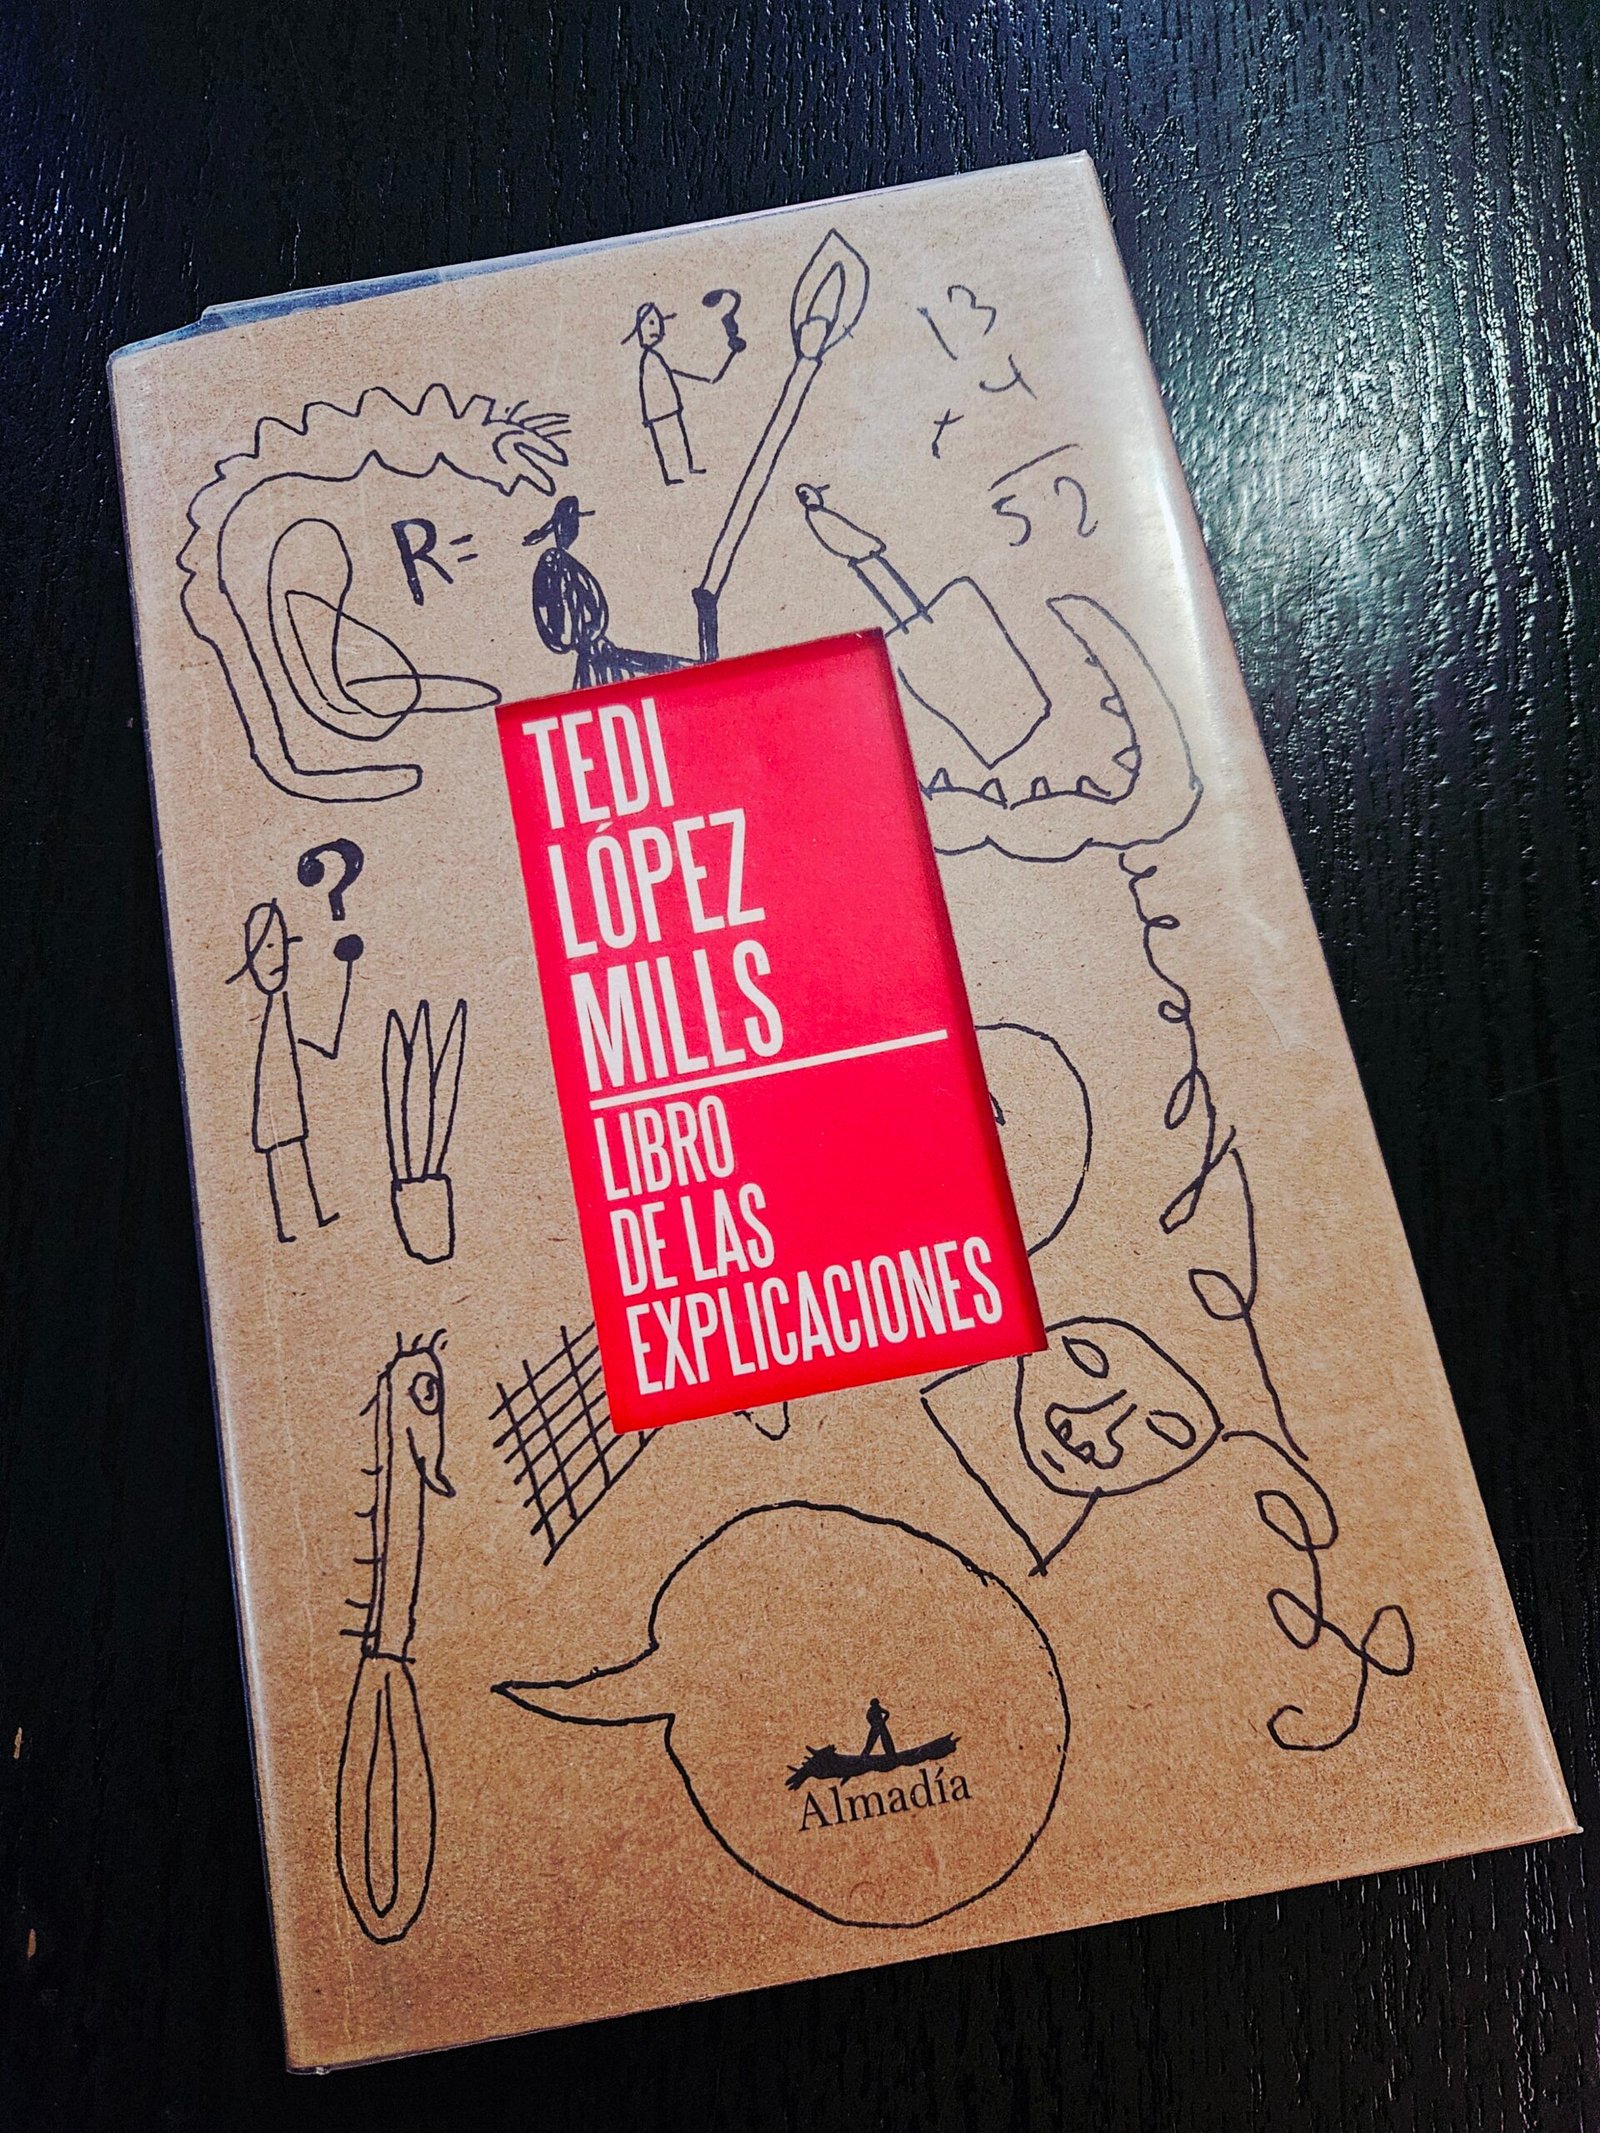 ?
13
x 4
52
R=
TEDI
LÓPEZ
MILLS
?
LIBRO
DE LAS
EXPLICACIONES
Almadía